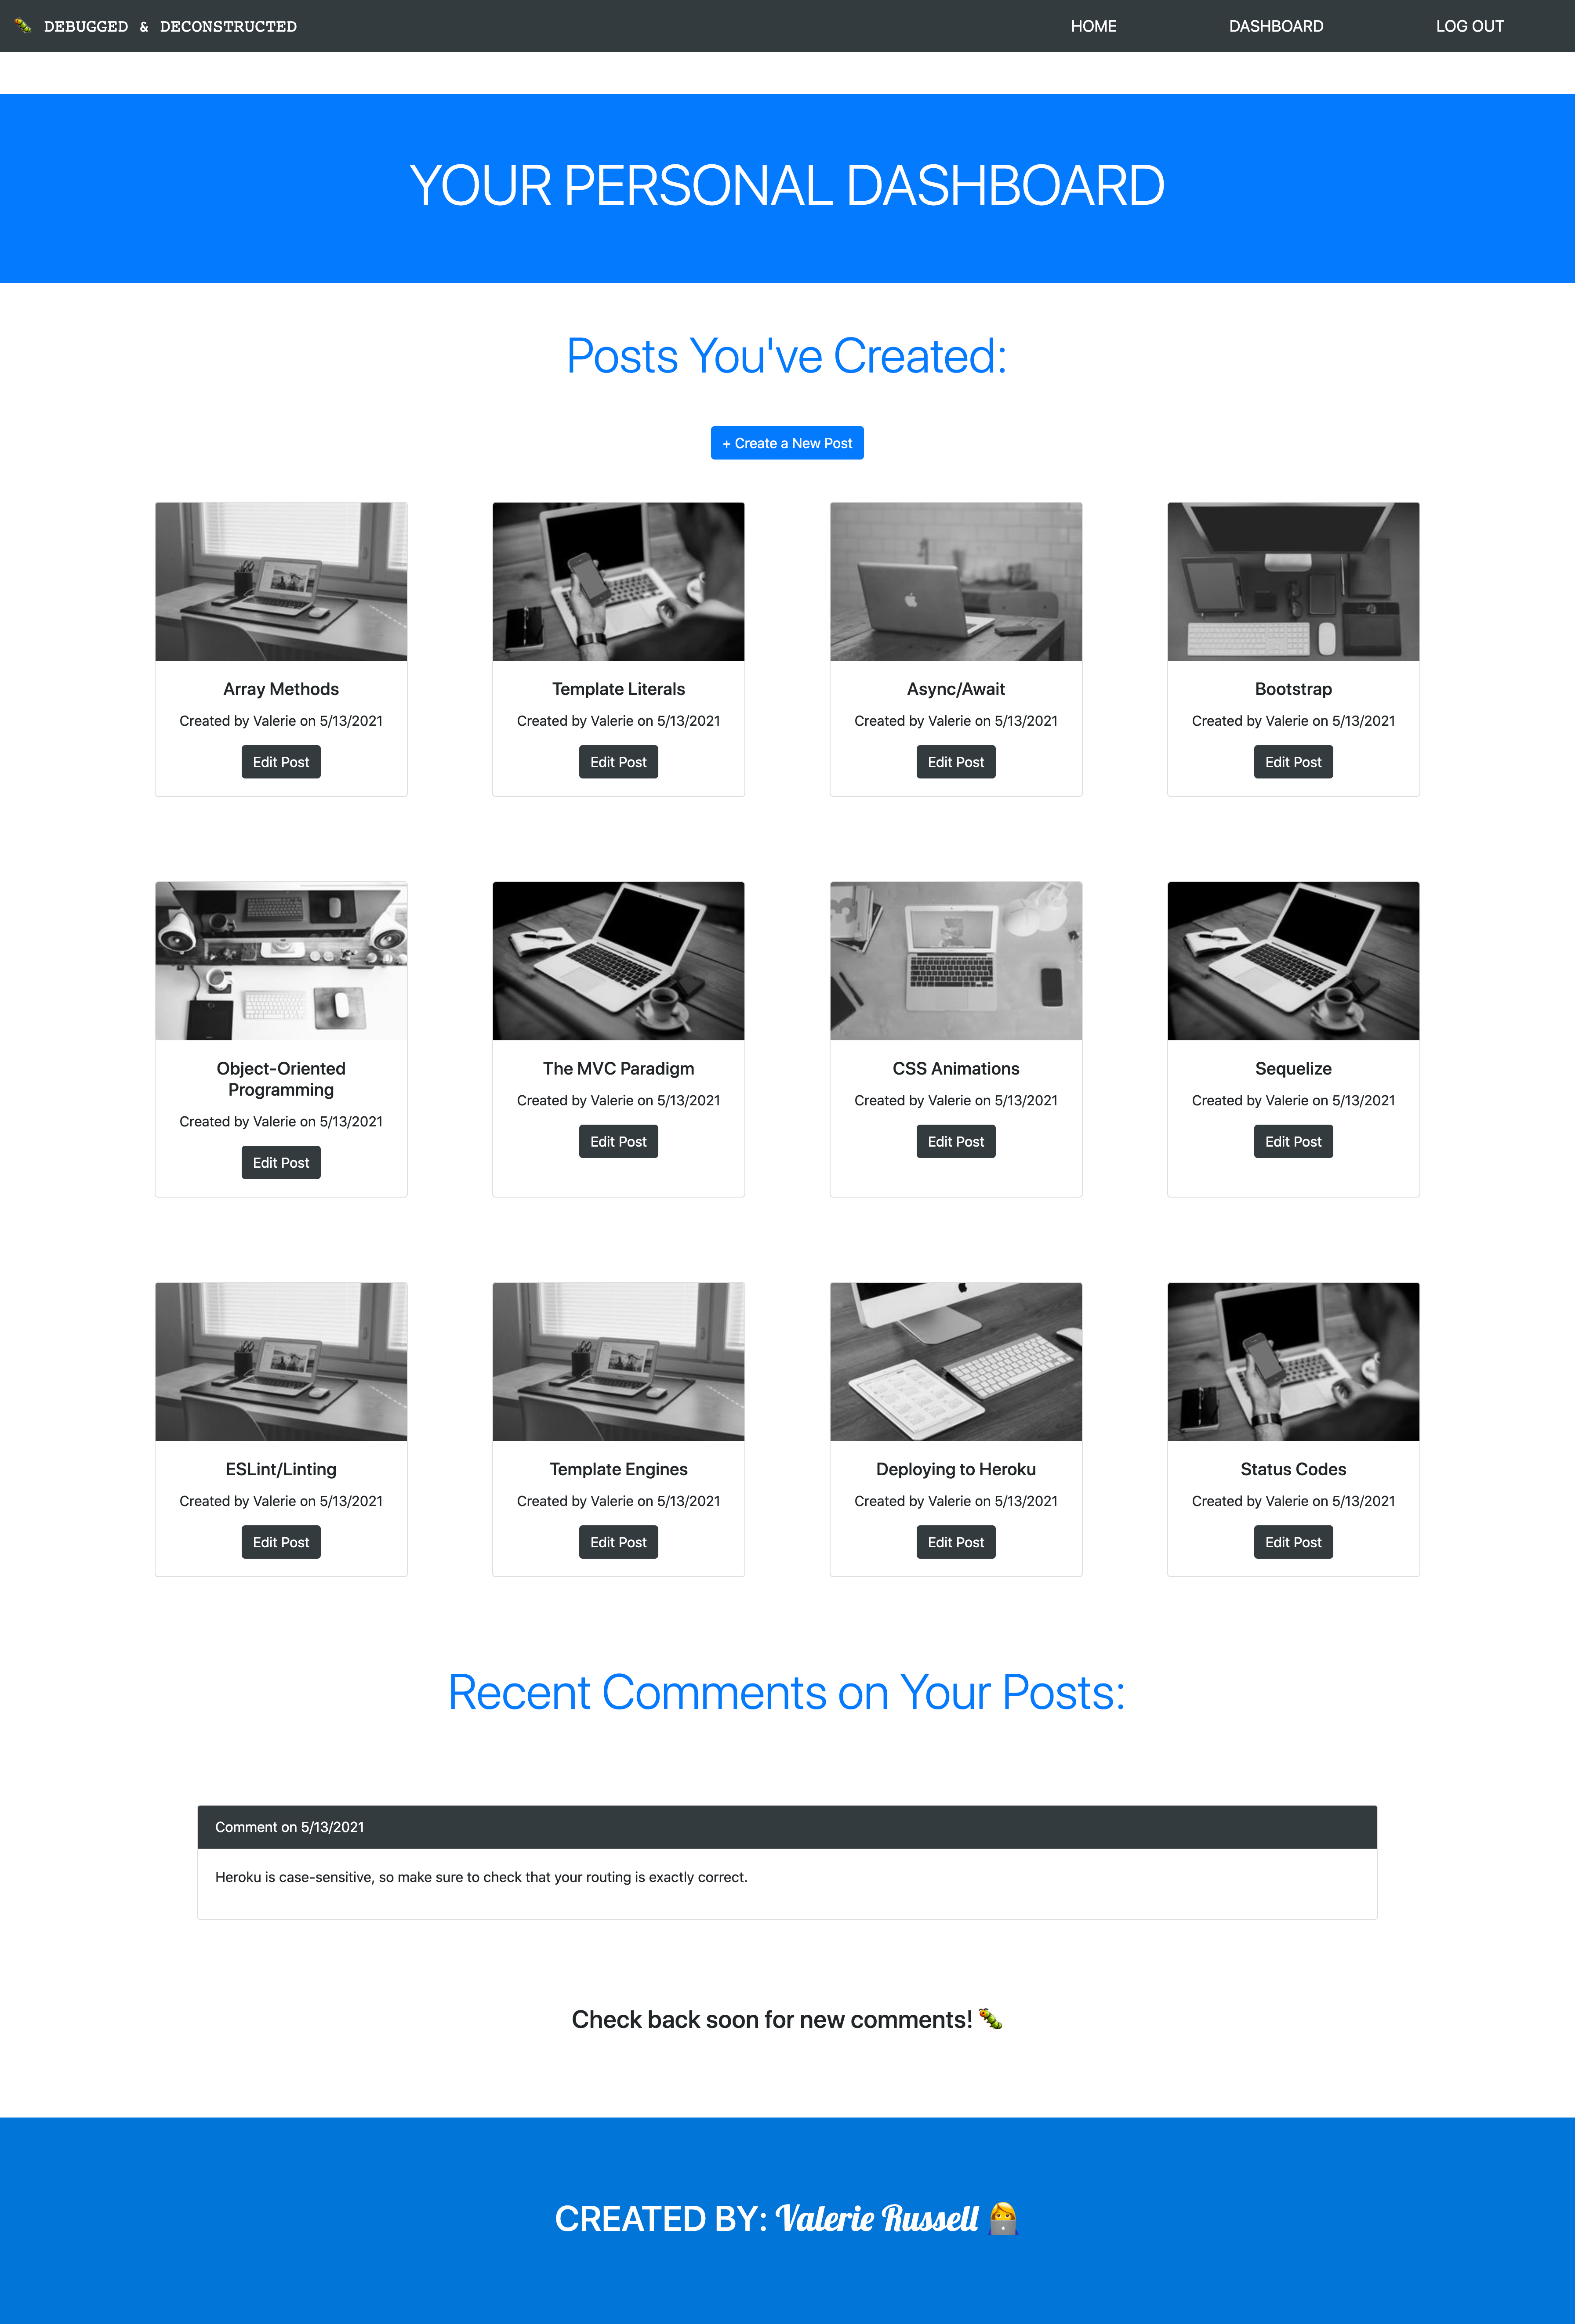 🐛 DEBUGGED & DECONSTRUCTED
HOME
DASHBOARD
LOG OUT
YOUR PERSONAL DASHBOARD
Posts You've Created:
+ Create a New Post
Array Methods
Created by Valerie on 5/13/2021
Edit Post
Template Literals
Created by Valerie on 5/13/2021
Edit Post
Async/Await
Created by Valerie on 5/13/2021
Edit Post
Bootstrap
Created by Valerie on 5/13/2021
Edit Post
Object-Oriented
Programming
Created by Valerie on 5/13/2021
Edit Post
The MVC Paradigm
Created by Valerie on 5/13/2021
Edit Post
CSS Animations
Created by Valerie on 5/13/2021
Edit Post
Sequelize
Created by Valerie on 5/13/2021
Edit Post
ESLint/Linting
Created by Valerie on 5/13/2021
Edit Post
Template Engines
Created by Valerie on 5/13/2021
Edit Post
Deploying to Heroku
Created by Valerie on 5/13/2021
Edit Post
Status Codes
Created by Valerie on 5/13/2021
Edit Post
Recent Comments on Your Posts:
Comment on 5/13/2021
Heroku is case-sensitive, so make sure to check that your routing is exactly correct.
Check back soon for new comments! 🐛
CREATED BY: Valerie Russell 👩‍💻